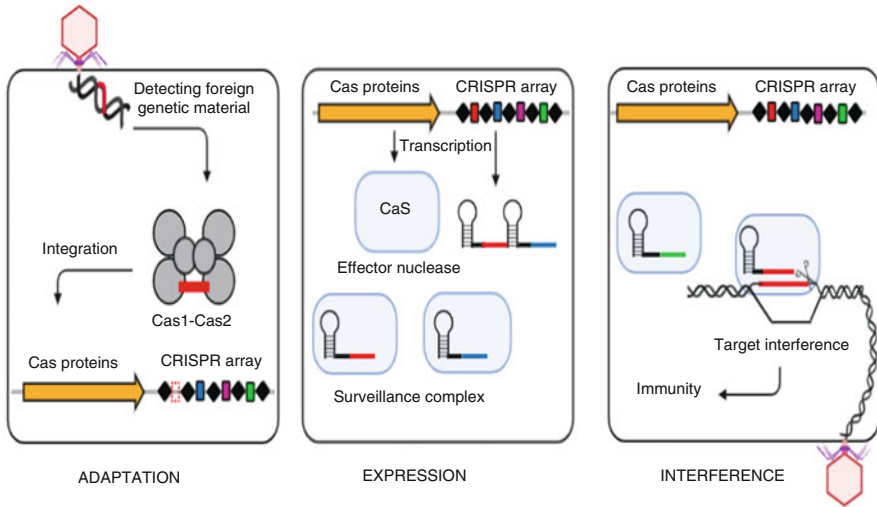 Detecting foreign
genetic material
Integration
Cas1-Cas2
Cas proteins
CRISPR array
ADAPTATION
Cas proteins
CRISPR array
Transcription
CaS
Effector nuclease
Surveillance complex
EXPRESSION
Cas proteins
CRISPR array
Target interference
Immunity
INTERFERENCE